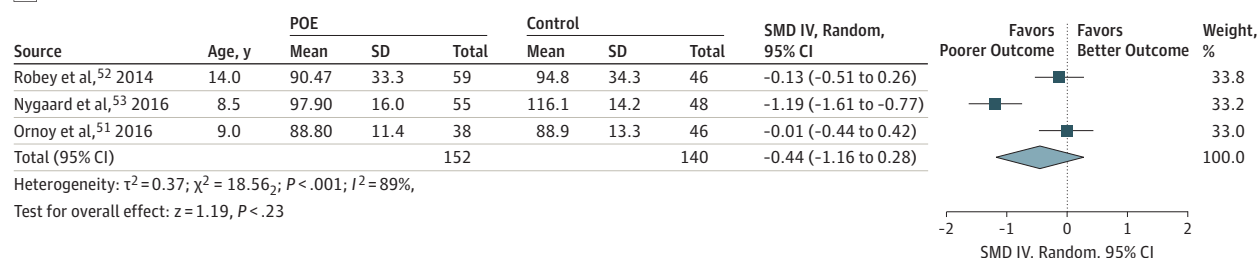 POE Control SMD IV, Random, Favors Favors Weight,
Source Age, y Mean SD Total Mean SD Total 95% CI Poorer Outcome Better Outcome %
Robey et al,52 2014 14.0 90.47 33.3 59 94.8 34.3 46 -0.13 (-0.51 to 0.26) 33.8
Nygaard et al,53 2016 8.5 97.90 16.0 55 116.1 14.2 48 -1.19 (-1.61 to -0.77) 33.2
Ornoy et al,51 2016 9.0 88.80 11.4 38 88.9 13.3 46 -0.01 (-0.44 to 0.42) 33.0
Total (95% CI) 152 140 -0.44 (-1.16 to 0.28) 100.0
Heterogeneity: τ2 = 0.37; χ2 = 18.562; P < .001; I2 = 89%,
Test for overall effect: z = 1.19, P < .23
-2 -1 0 1 2
SMD IV, Random, 95% CI